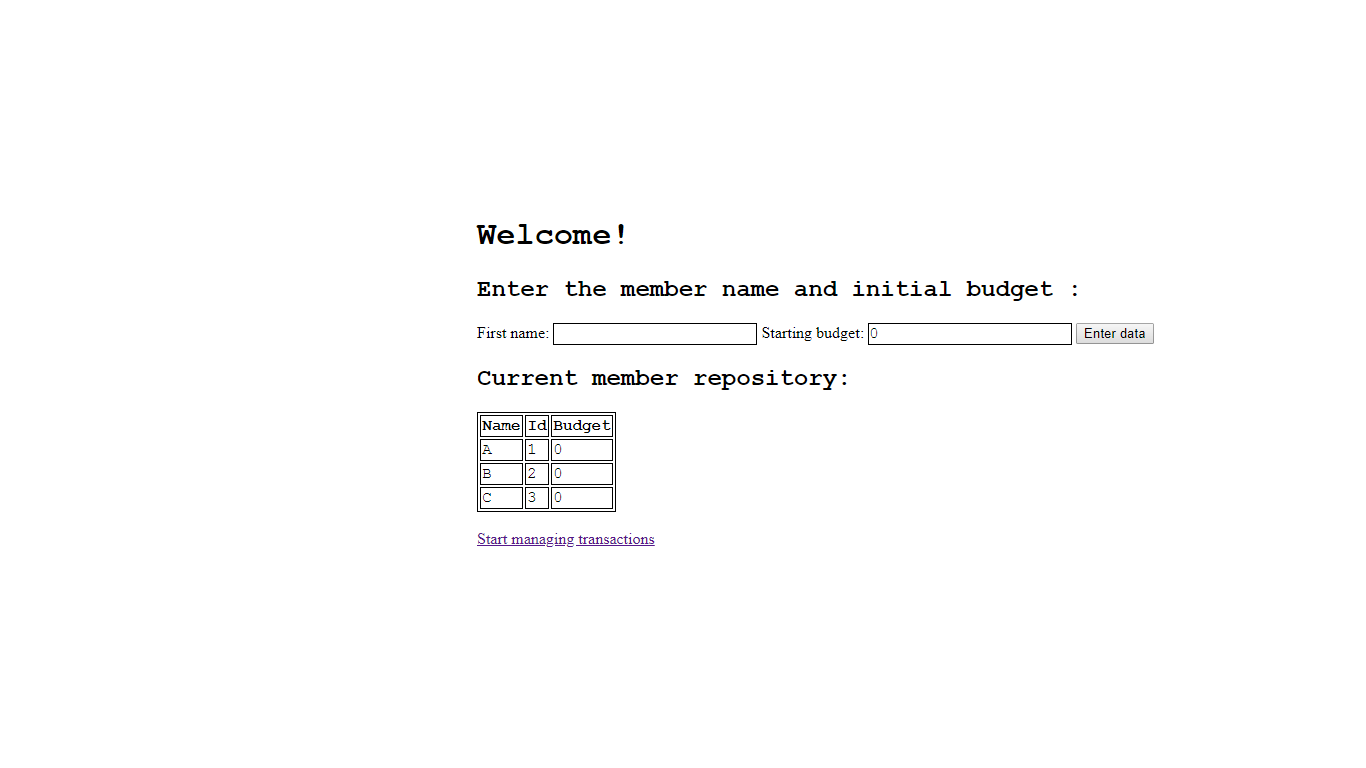 Welcome!
Enter the member name and initial budget :
First name: Starting budget: 0 Enter data
Current member repository:
Name Id Budget
A 1 0
B 2 0
C 3 0
Start managing transactions